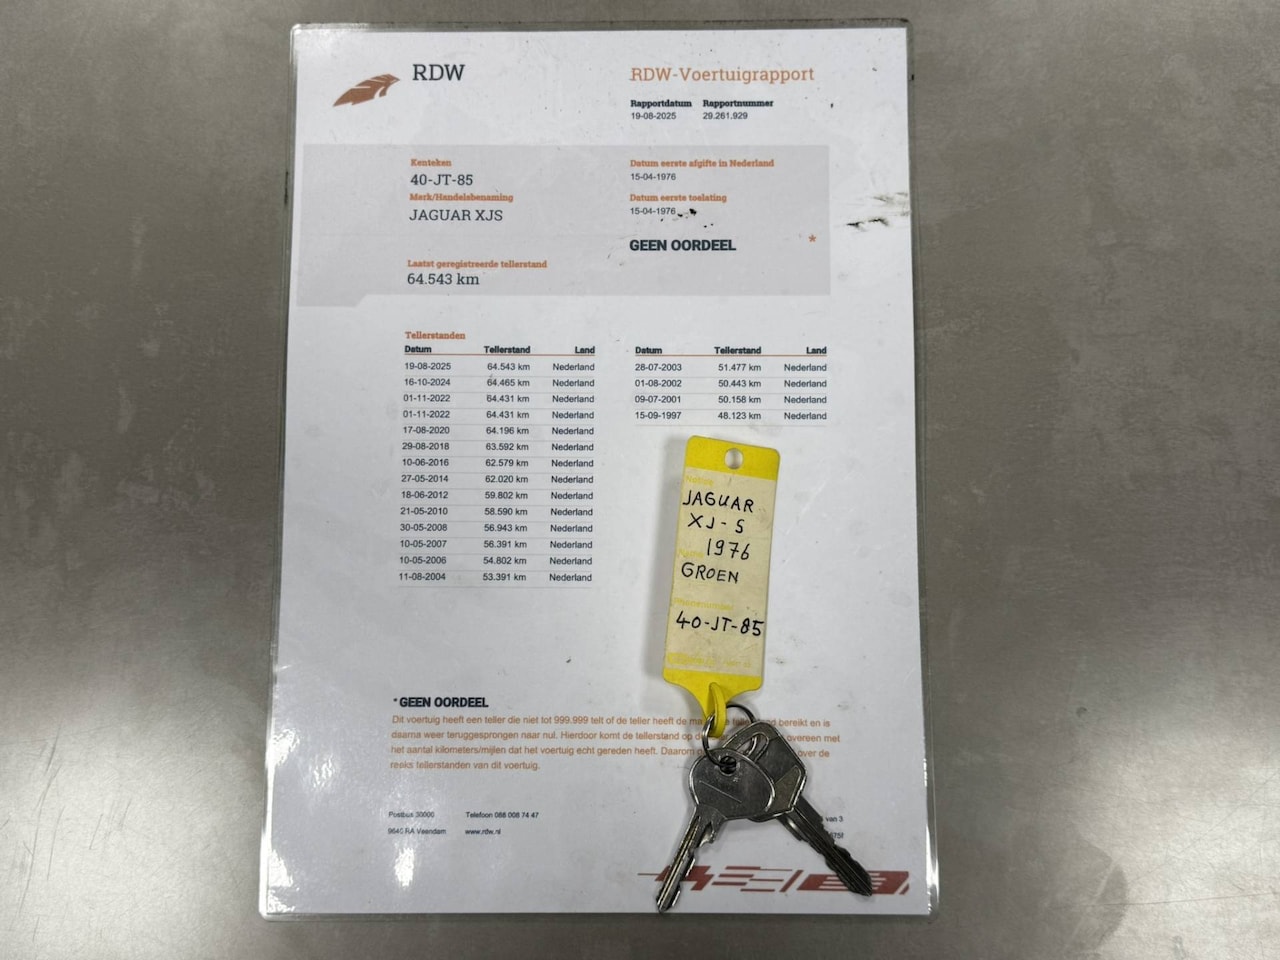 RDW
RDW-Voertuigrapport
Rapportdatum Rapportnummer
19-08-2025 29.261.929
Kenteken
40-JT-85
Merk/Handelsbenaming
JAGUAR XJS
Laatst geregistreerde tellerstand
64.543 km
Datum eerste afgifte in Nederland
15-04-1976
Datum eerste toelating
15-04-1976
GEEN OORDEEL *
Tellerstanden
Datum Tellerstand Land
19-08-2025 64.543 km Nederland
16-10-2024 64.465 km Nederland
01-11-2022 64.431 km Nederland
01-11-2022 64.431 km Nederland
17-08-2020 64.196 km Nederland
29-08-2018 63.592 km Nederland
10-06-2016 62.579 km Nederland
27-05-2014 62.020 km Nederland
18-06-2012 59.802 km Nederland
21-05-2010 58.590 km Nederland
30-05-2008 56.943 km Nederland
10-05-2007 56.391 km Nederland
10-05-2006 54.802 km Nederland
11-08-2004 53.391 km Nederland
Datum Tellerstand Land
28-07-2003 51.477 km Nederland
01-08-2002 50.443 km Nederland
09-07-2001 50.158 km Nederland
15-09-1997 48.123 km Nederland
JAGUAR
XJ-S
1976
GROEN
Phonenumber
40-JT-85
* GEEN OORDEEL
Dit voertuig heeft een teller die niet tot 999.999 telt of de teller heeft de bereikt en is
daarna weer teruggesprongen naar nul. Hierdoor komt de tellerstand op overeen met
het aantal kilometers/mijlen dat het voertuig echt gereden heeft. Daarom over de
reeks tellerstanden van dit voertuig.
Postbus 30000 Telefoon 088 008 74 47
9640 RA Veendam www.rdw.nl
van 3